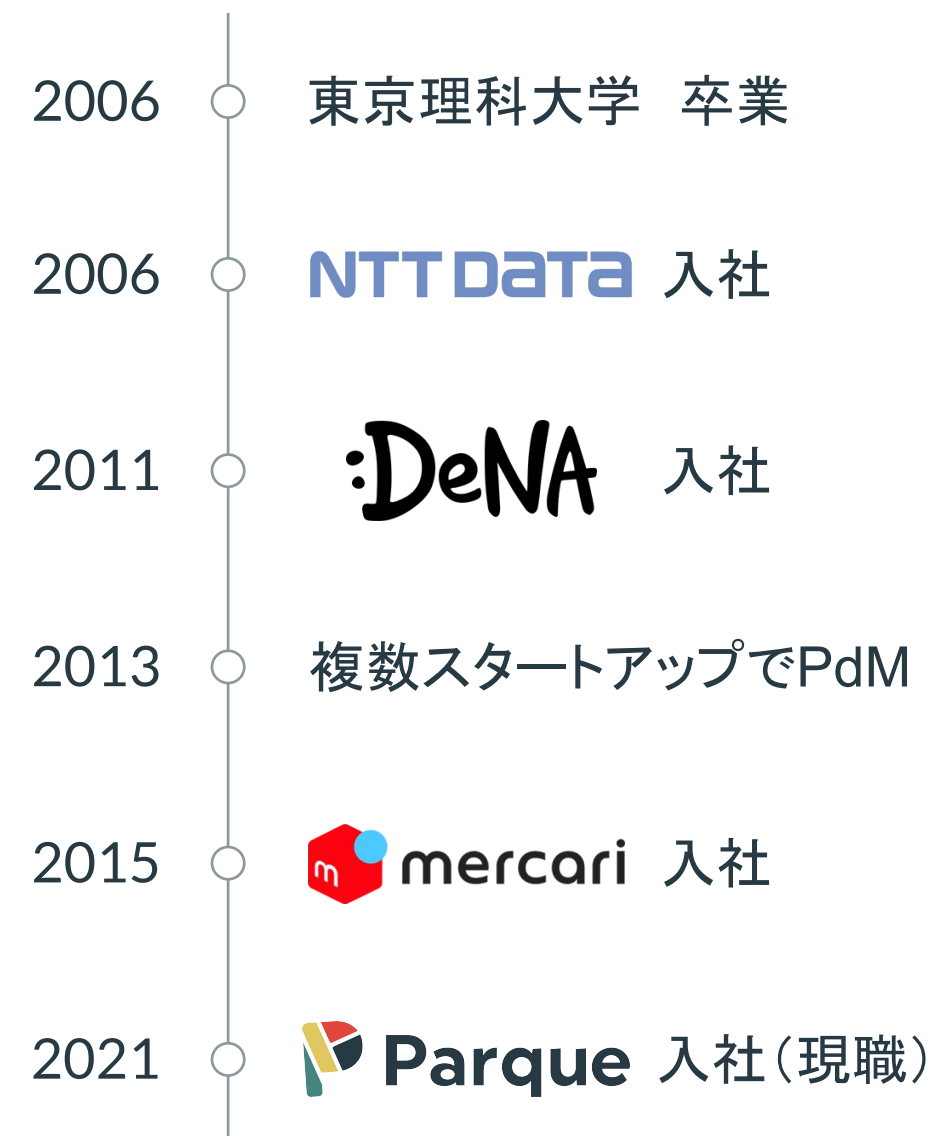 2006 東京理科大学　卒業
2006 NTT DATA 入社
2011 :DeNA 入社
2013 複数スタートアップでPdM
2015 m mercari 入社
2021 Parque 入社（現職）